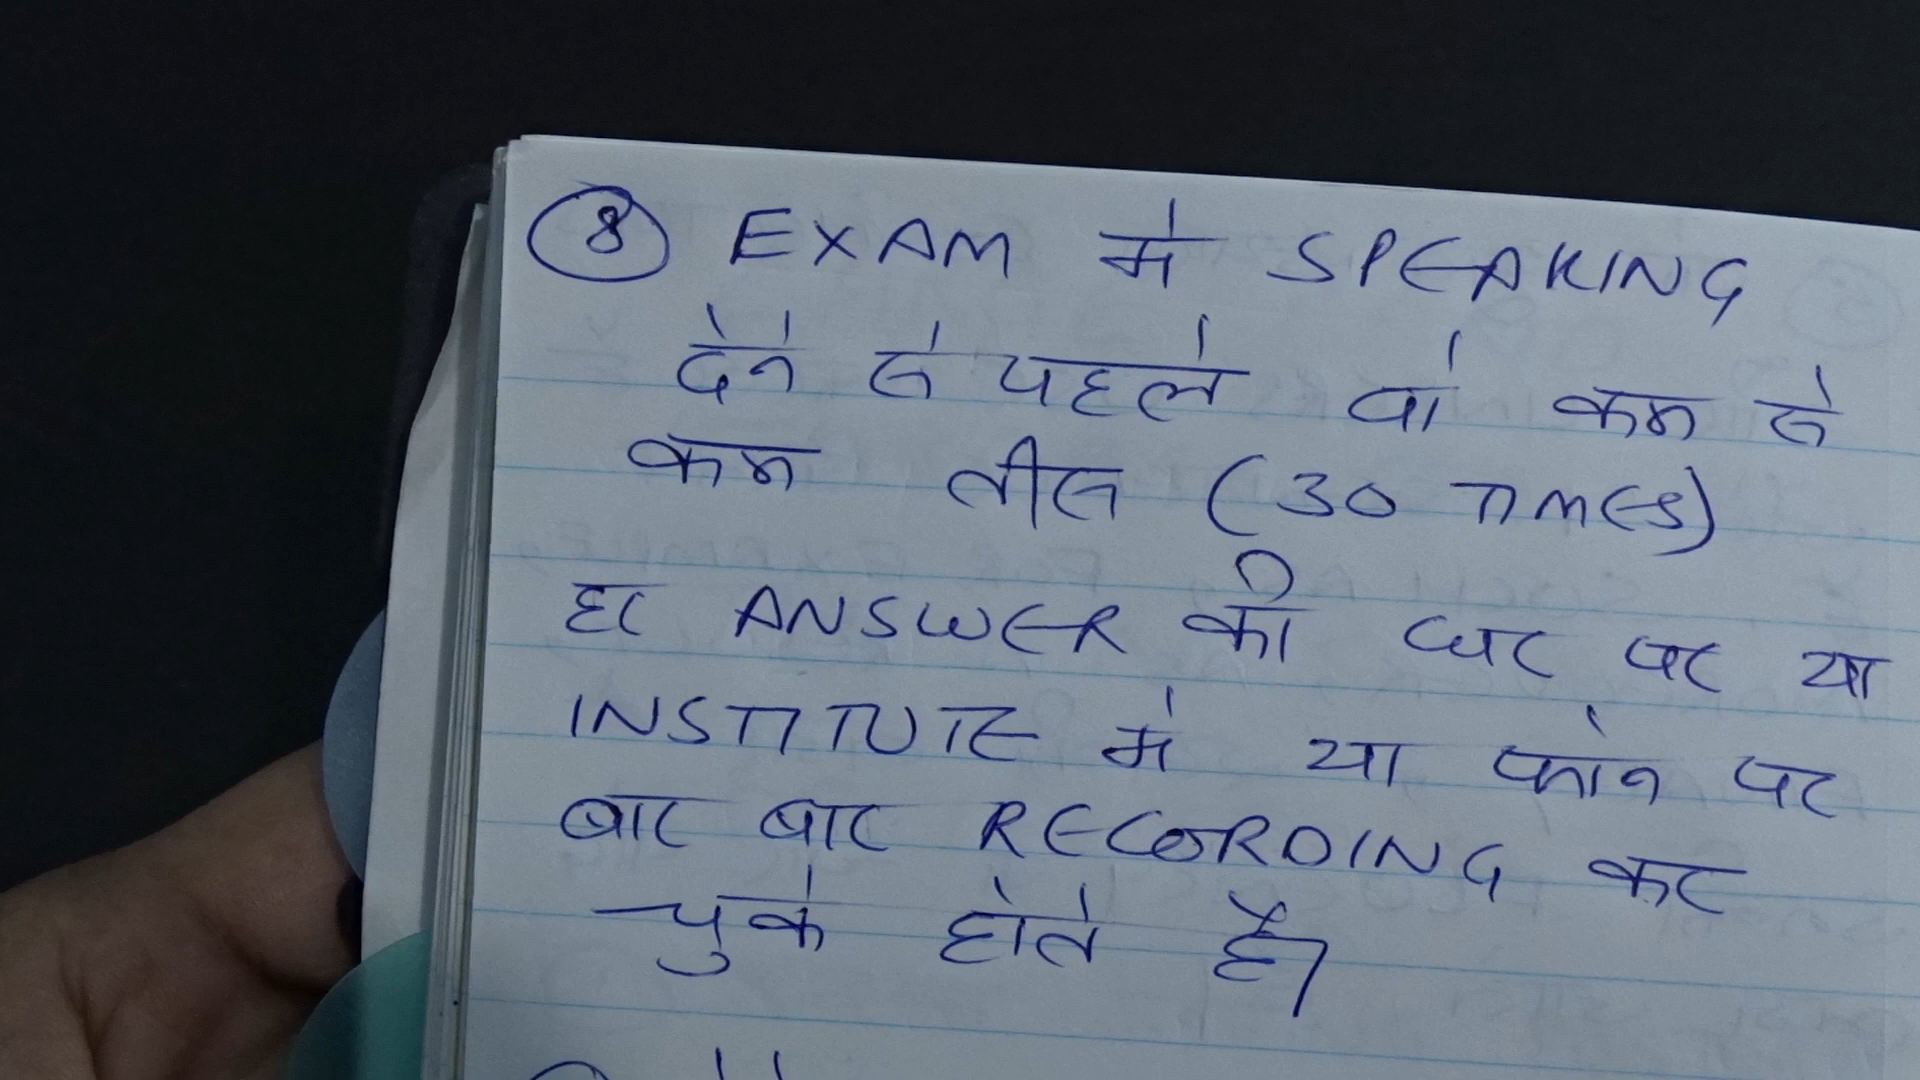 8 EXAM में SPEAKING
देने से पहले वो कम से
कम तीस (30 TIMES)
हर ANSWER की घर पर या
INSTITUTE में या फोन पर
बार बार RECORDING कर
चुके होते है।